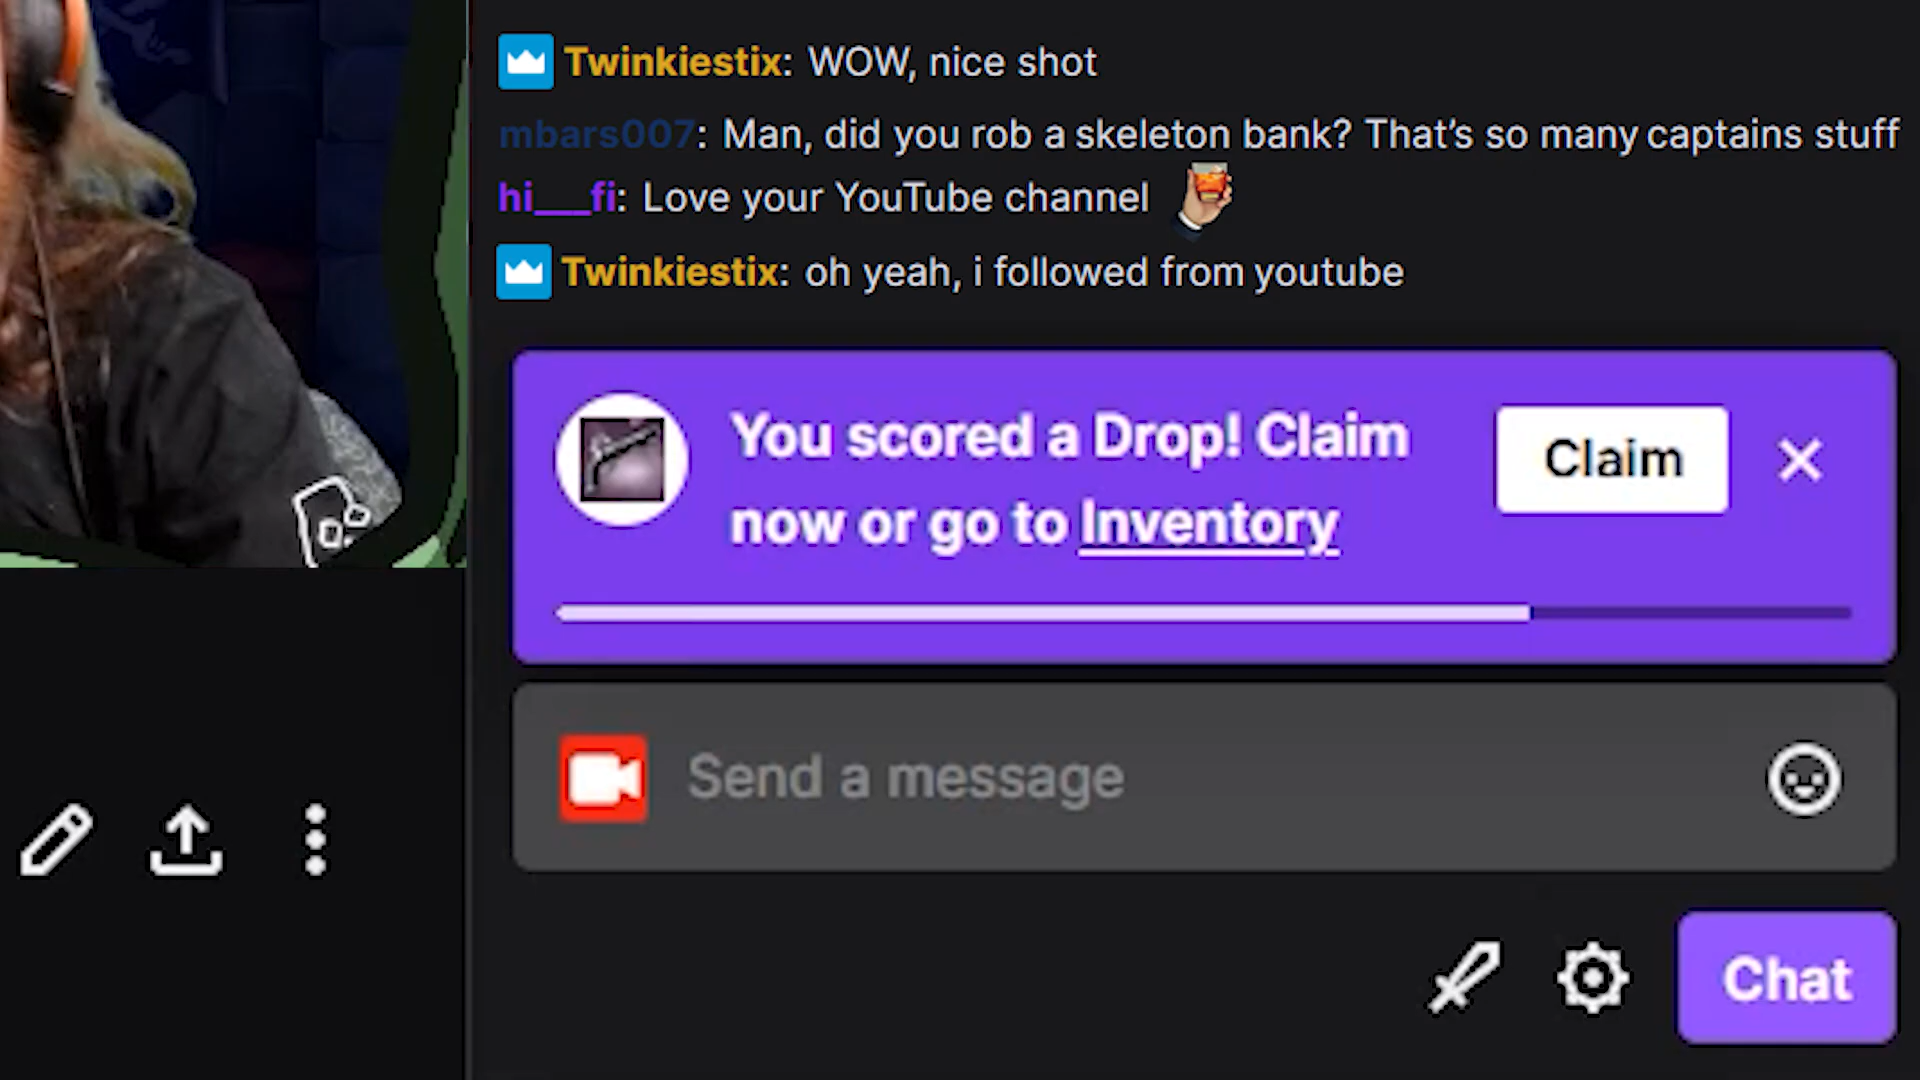 Twinkiestix: WOW, nice shot
mbars007: Man, did you rob a skeleton bank? That's so many captains stuff
hi___fi: Love your YouTube channel
Twinkiestix: oh yeah, i followed from youtube
You scored a Drop! Claim
now or go to Inventory
Claim
Send a message
Chat